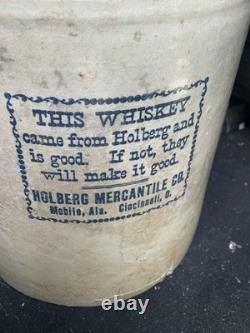 THIS WHISKEY
came from Holberg and
is good. If not, they
will make it good.
HOLBERG MERCANTILE CO.
Mobile, Ala. Cincinnati, O.